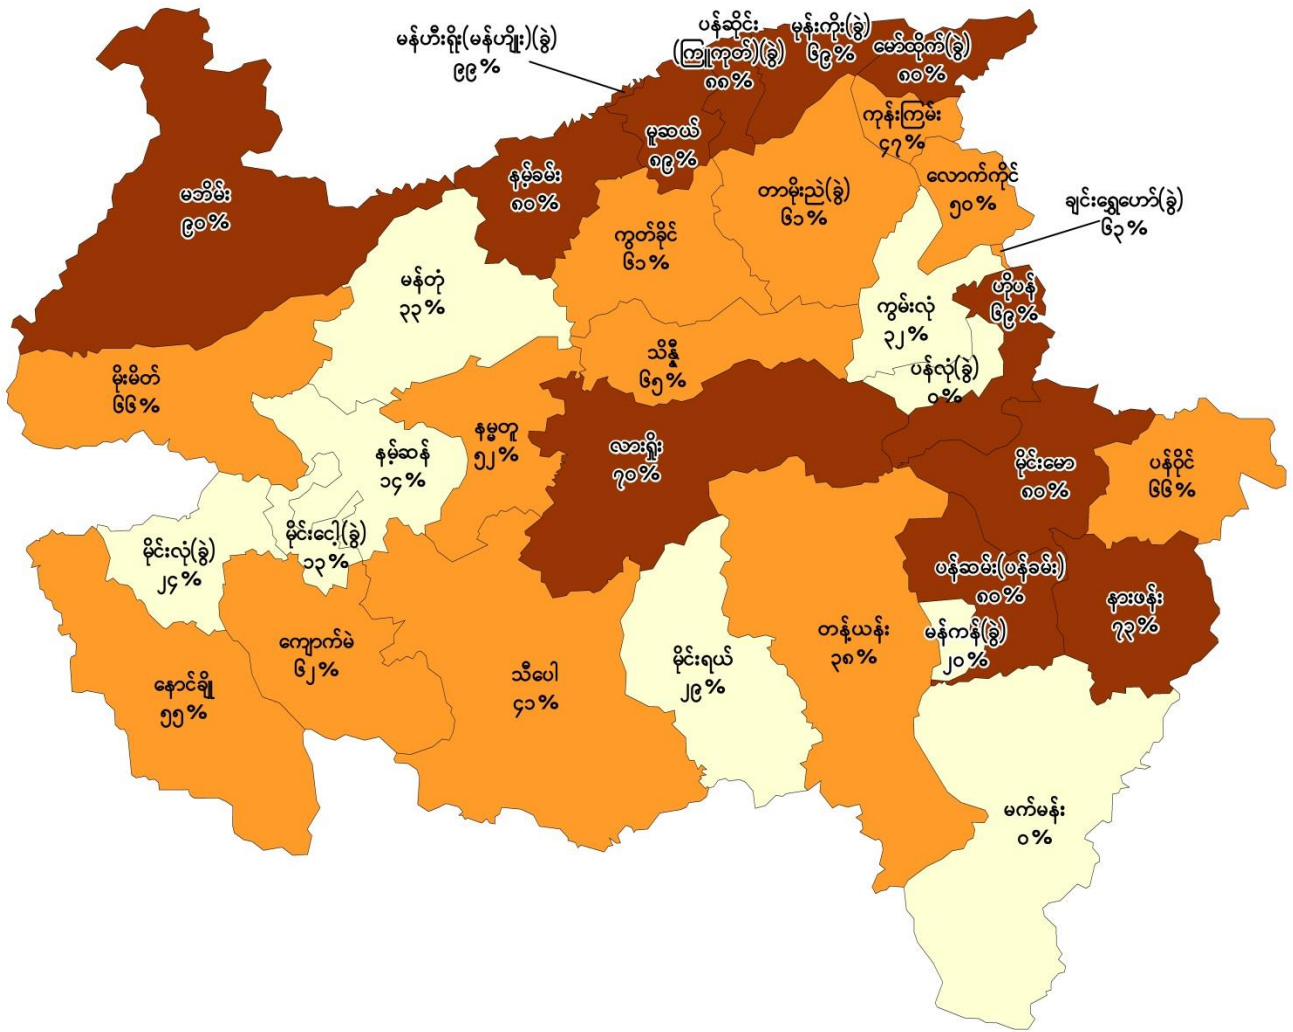 မန်ဟီးရိုး(မန်ဟျိုး)(ခွဲ)
၉၉%
ပန်ဆိုင်း
(ကြူကုတ်)(ခွဲ)
၈၈%
မုန်းကိုး(ခွဲ)
၆၉%
မော်ထိုက်(ခွဲ)
၈၀%
ကုန်းကြမ်း
၄၇%
မူဆယ်
၈၉%
နမ့်ခမ်း
၈၀%
မဘိမ်း
၉၀%
တာမိုးညဲ(ခွဲ)
၆၁%
လောက်ကိုင်
၅၀%
ချင်းရွှေဟော်(ခွဲ)
၆၃%
ကွတ်ခိုင်
၆၁%
မန်တုံ
၃၃%
ကွမ်းလုံ
၃၂%
ဟိုပန်
၆၉%
သိန္နီ
၆၅%
ပန်လုံ(ခွဲ)
၀%
မိုးမိတ်
၆၆%
နမ္မတူ
၅၂%
နမ့်ဆန်
၁၄%
လားရှိုး
၇၀%
မိုင်းမော
၈၀%
ပန်ဝိုင်
၆၆%
မိုင်းငေါ့(ခွဲ)
၁၃%
မိုင်းလုံ(ခွဲ)
၂၄%
ပန်ဆမ်း(ပန်ခမ်း)
၈၀%
နားဖန်း
၇၃%
မန်ကန်(ခွဲ)
၂၀%
တန့်ယန်း
၃၈%
ကျောက်မဲ
၆၂%
မိုင်းရယ်
၂၉%
သီပေါ
၄၁%
နောင်ချို
၅၅%
မက်မန်း
၀%